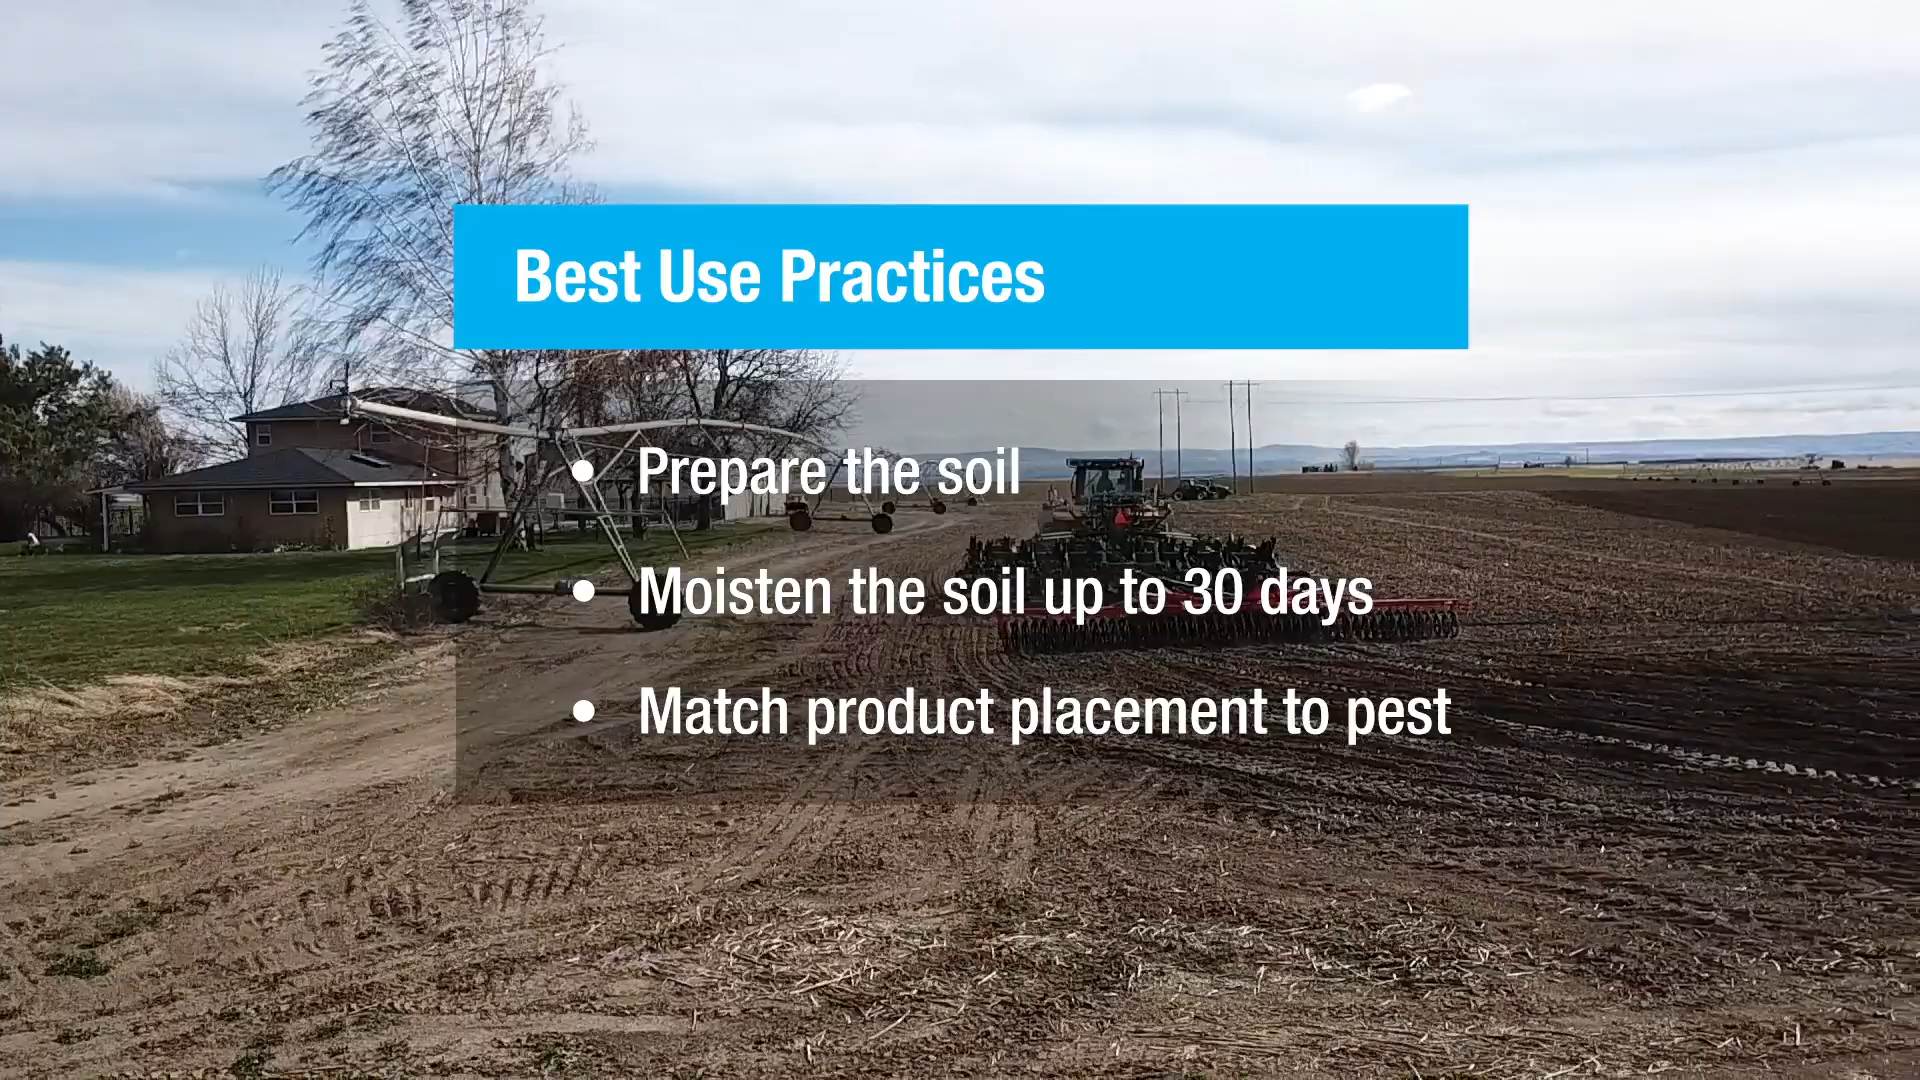 Best Use Practices
• Prepare the soil
• Moisten the soil up to 30 days
• Match product placement to pest